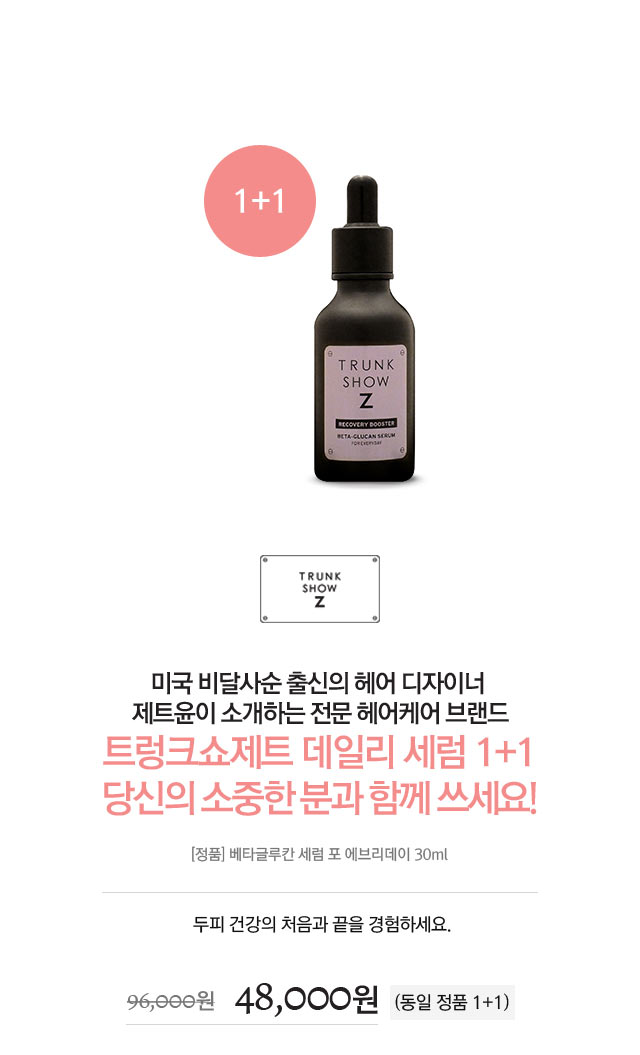 1+1
TRUNK
SHOW
Z
RECOVERY BOOSTER
BETA-GLUCAN SERUM
FOR EVERYDAY
TRUNK
SHOW
Z
미국 비달사순 출신의 헤어 디자이너
제트윤이 소개하는 전문 헤어케어 브랜드
트렁크쇼제트 데일리 세럼 1+1
당신의 소중한 분과 함께 쓰세요!
[정품] 베타글루칸 세럼 포 에브리데이 30ml
두피 건강의 처음과 끝을 경험하세요.
96,000원 48,000원 (동일 정품 1+1)